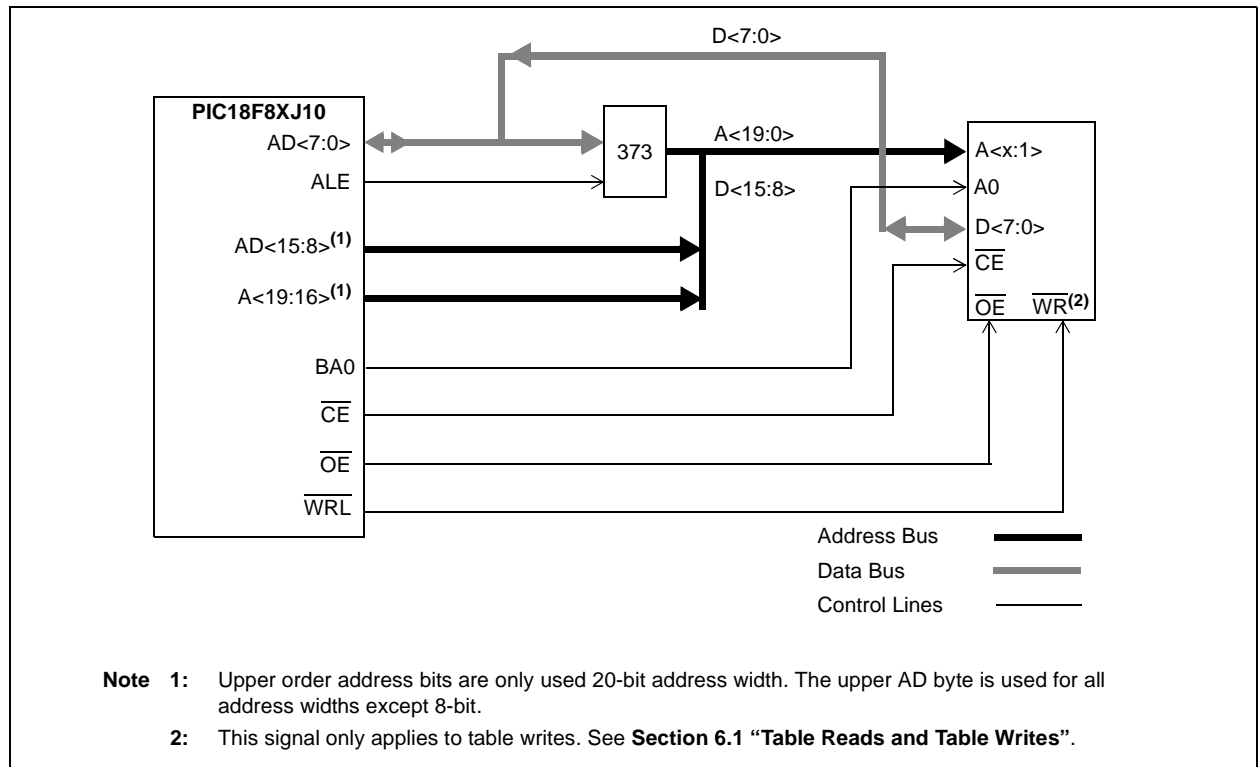 D<7:0>
PIC18F8XJ10
AD<7:0>
373
A<19:0>
A<x:1>
ALE
D<15:8>
A0
AD<15:8>(1)
D<7:0>
CE
A<19:16>(1)
OE WR(2)
BA0
CE
OE
WRL
Address Bus
Data Bus
Control Lines
Note 1: Upper order address bits are only used 20-bit address width. The upper AD byte is used for all
address widths except 8-bit.
2: This signal only applies to table writes. See Section 6.1 “Table Reads and Table Writes”.